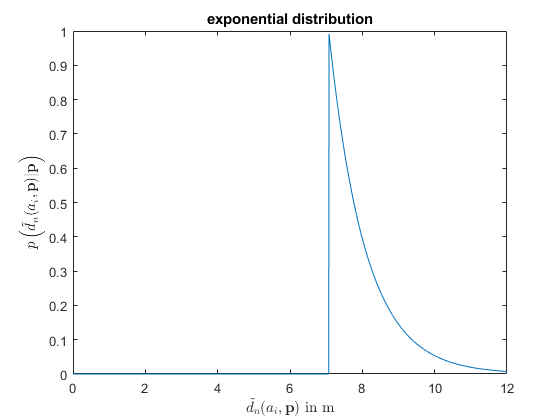 exponential distribution
1
0.9
0.8
0.7
0.6
0.5
0.4
0.3
0.2
0.1
0
p(d̃ₙ(aᵢ, p)|p)
0 2 4 6 8 10 12
d̃ₙ(aᵢ, p) in m